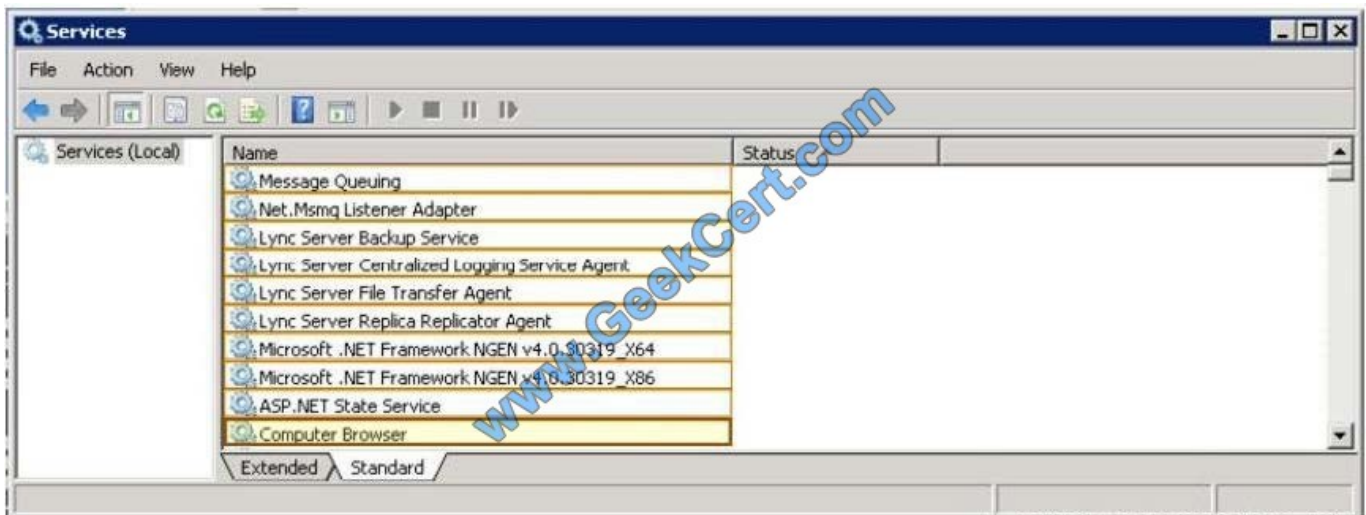 Services
File Action View Help
Services (Local)
Name Status
Message Queuing
Net.Msmq Listener Adapter
Lync Server Backup Service
Lync Server Centralized Logging Service Agent
Lync Server File Transfer Agent
Lync Server Replica Replicator Agent
Microsoft .NET Framework NGEN v4.0.30319_X64
Microsoft .NET Framework NGEN v4.0.30319_X86
ASP.NET State Service
Computer Browser
Extended Standard
www.GeekCert.com